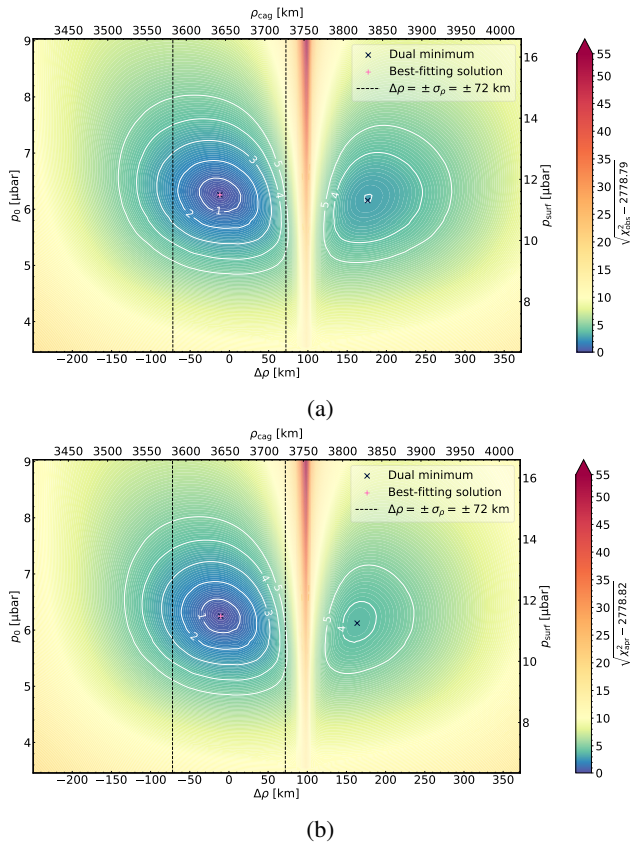 ρcag [km]
3450 3500 3550 3600 3650 3700 3750 3800 3850 3900 3950 4000
9
8
7
6
5
4
p0 [μbar]
Dual minimum
Best-fitting solution
Δρ = ± σρ = ± 72 km
1
2
3
4
5
4
5
4
16
14
12
10
8
psurf [μbar]
55
50
45
40
35
30
25
20
15
10
5
0
√χ²obs − 2778.79
−200 −150 −100 −50 0 50 100 150 200 250 300 350
Δρ [km]
(a)
ρcag [km]
3450 3500 3550 3600 3650 3700 3750 3800 3850 3900 3950 4000
9
8
7
6
5
4
p0 [μbar]
Dual minimum
Best-fitting solution
Δρ = ± σρ = ± 72 km
1
2
3
4
5
4
5
16
14
12
10
8
psurf [μbar]
55
50
45
40
35
30
25
20
15
10
5
0
√χ²apr − 2778.82
−200 −150 −100 −50 0 50 100 150 200 250 300 350
Δρ [km]
(b)